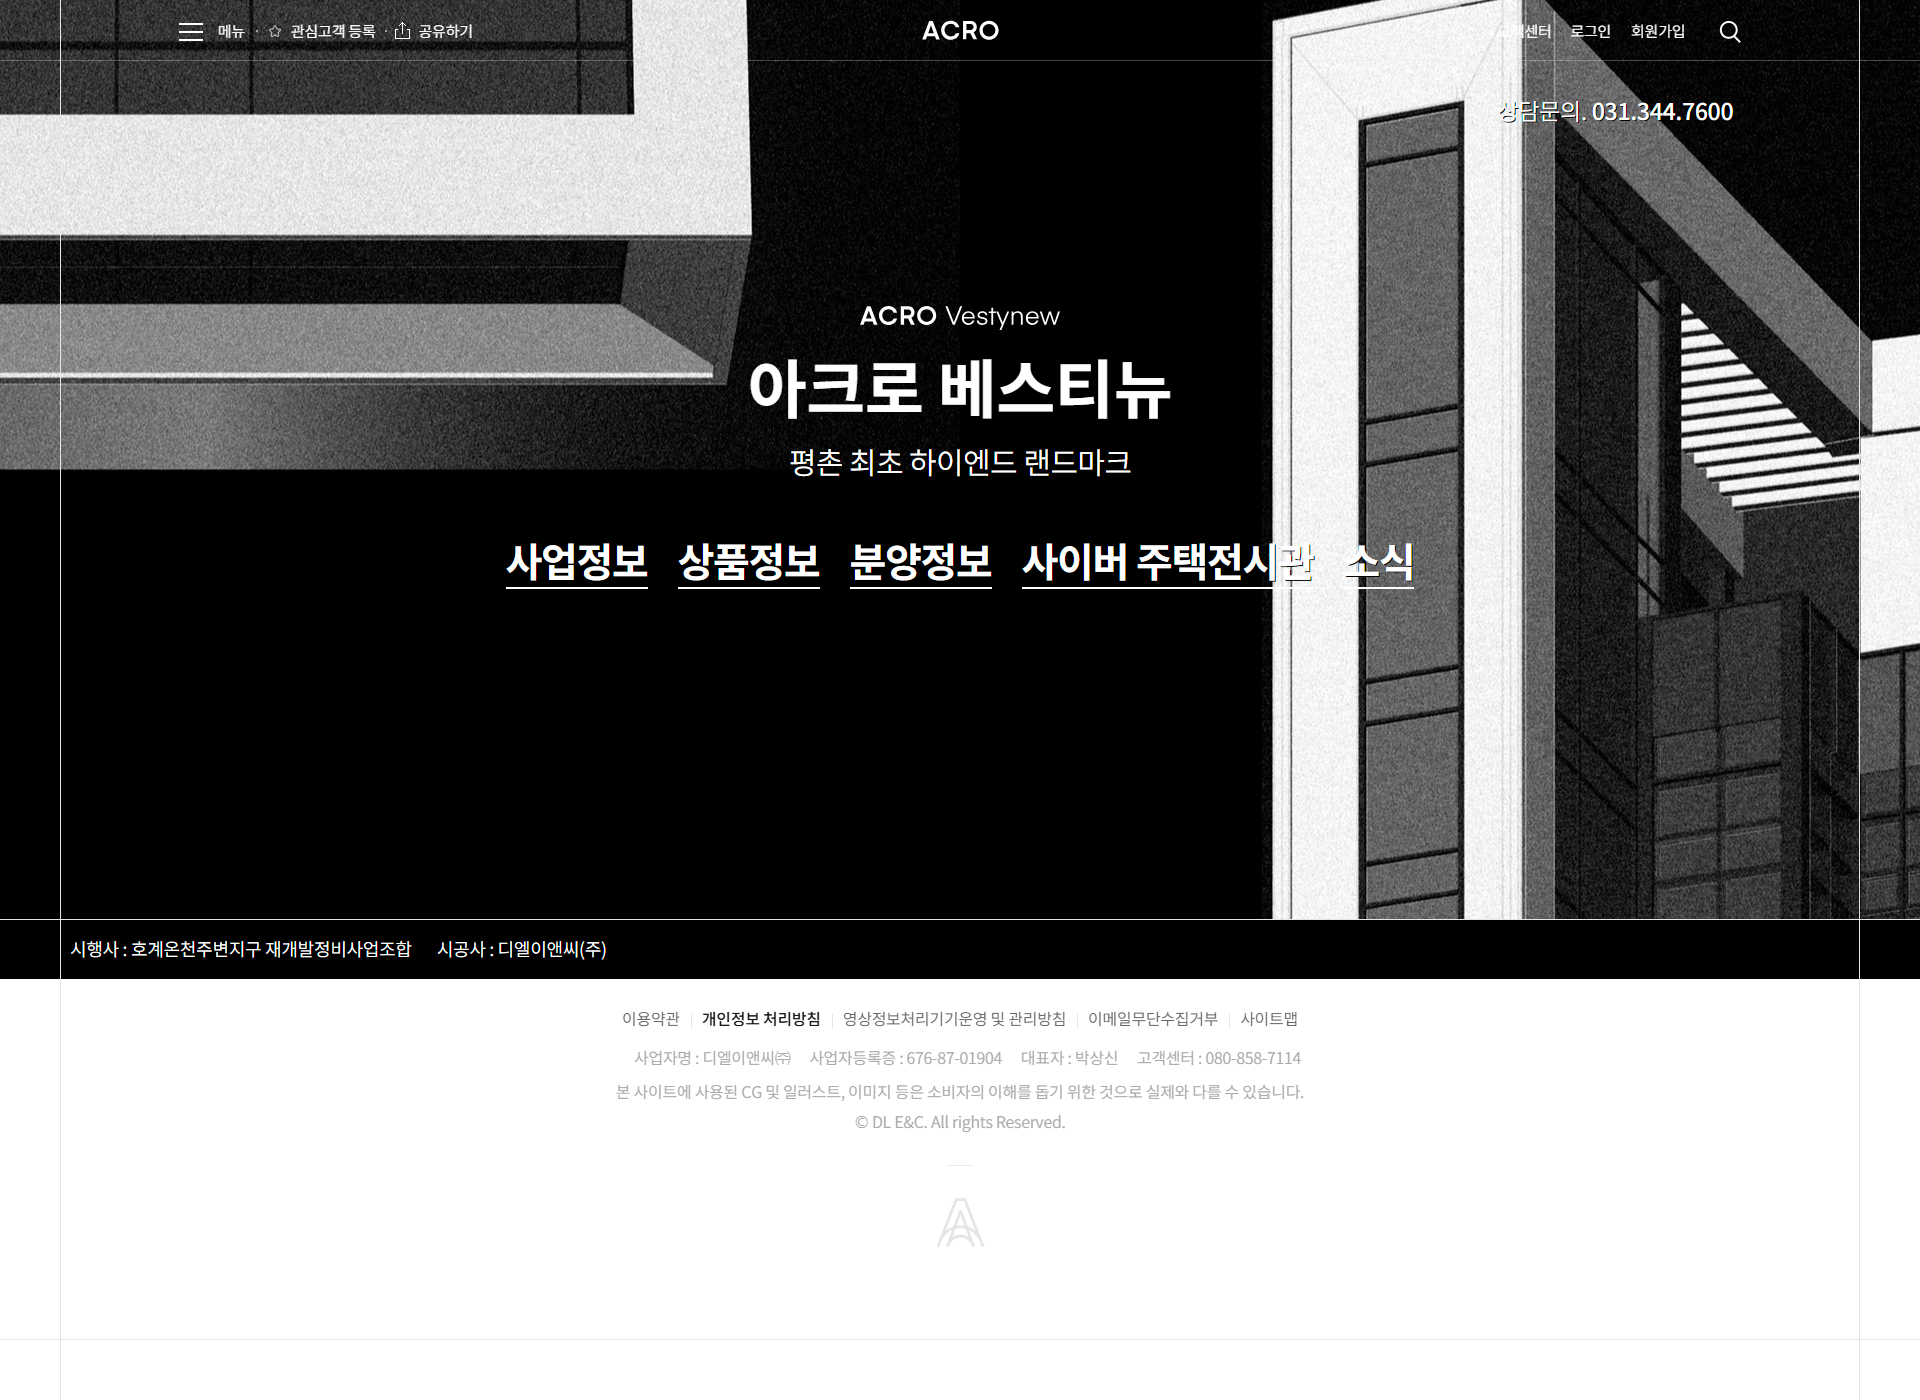 메뉴 · 관심고객 등록 · 공유하기
ACRO
고객센터 로그인 회원가입
상담문의. 031.344.7600
ACRO Vestynew
아크로 베스티뉴
평촌 최초 하이엔드 랜드마크
사업정보 상품정보 분양정보 사이버 주택전시관 소식
시행사 : 호계온천주변지구 재개발정비사업조합 시공사 : 디엘이앤씨(주)
이용약관 개인정보 처리방침 영상정보처리기기운영 및 관리방침 이메일무단수집거부 사이트맵
사업자명 : 디엘이앤씨㈜ 사업자등록증 : 676-87-01904 대표자 : 박상신 고객센터 : 080-858-7114
본 사이트에 사용된 CG 및 일러스트, 이미지 등은 소비자의 이해를 돕기 위한 것으로 실제와 다를 수 있습니다.
© DL E&C. All rights Reserved.